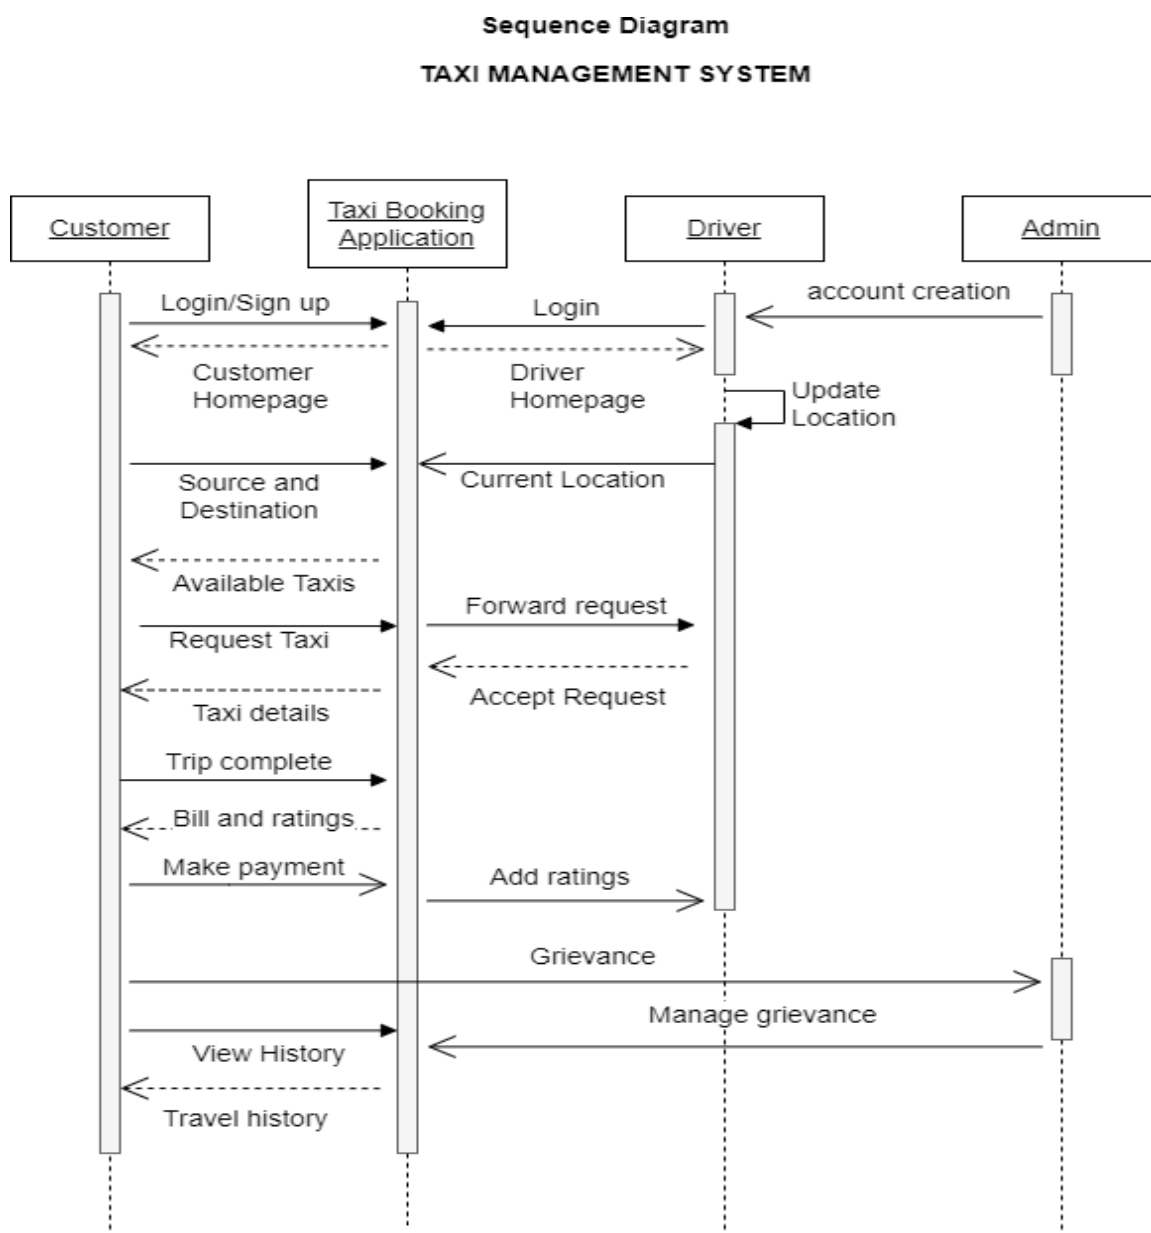 Sequence Diagram
TAXI MANAGEMENT SYSTEM
Customer
Taxi Booking
Application
Driver
Admin
Login/Sign up
Login
account creation
Customer
Homepage
Driver
Homepage
Update
Location
Source and
Destination
Current Location
Available Taxis
Forward request
Request Taxi
Accept Request
Taxi details
Trip complete
Bill and ratings
Make payment
Add ratings
Grievance
Manage grievance
View History
Travel history